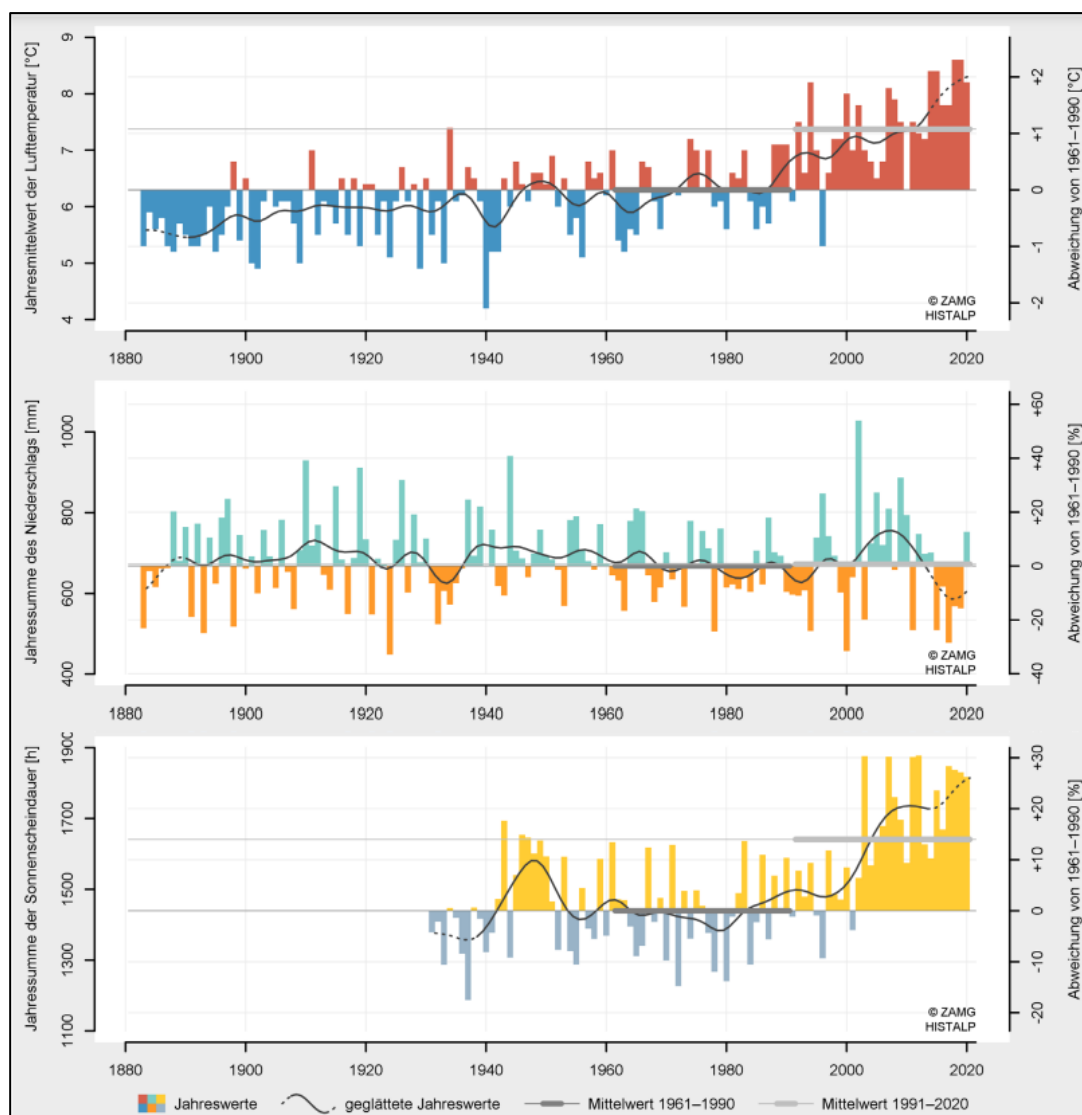 Jahresmittelwert der Lufttemperatur [°C]
9
8
7
6
5
4
+2
+1
0
-1
-2
Abweichung von 1961–1990 [°C]
© ZAMG
HISTALP
1880 1900 1920 1940 1960 1980 2000 2020
Jahressumme des Niederschlags [mm]
1000
800
600
400
+60
+40
+20
0
-20
-40
Abweichung von 1961–1990 [%]
© ZAMG
HISTALP
1880 1900 1920 1940 1960 1980 2000 2020
Jahressumme der Sonnenscheindauer [h]
1900
1700
1500
1300
1100
+30
+20
+10
0
-10
-20
Abweichung von 1961–1990 [%]
© ZAMG
HISTALP
1880 1900 1920 1940 1960 1980 2000 2020
Jahreswerte geglättete Jahreswerte Mittelwert 1961–1990 Mittelwert 1991–2020